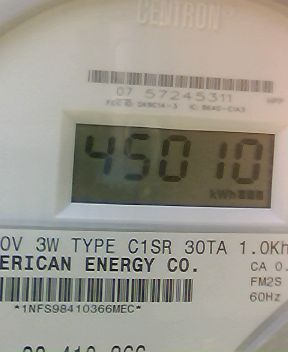 CENTRON
07 57245311
45010
kWh
0V 3W TYPE C1SR 30TA 1.0Kh
ERICAN ENERGY CO.
CA 0.
FM2S
60Hz
*1NFS98410366MEC*